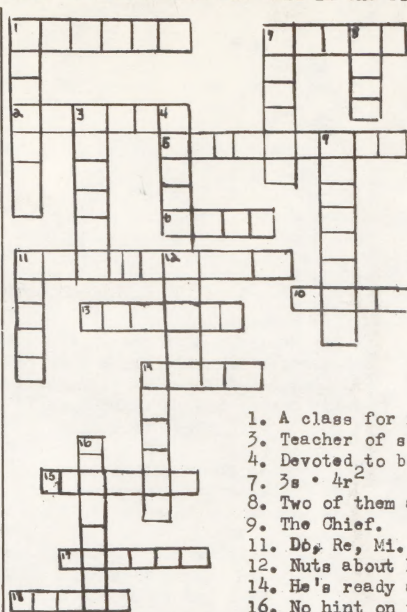 1
7
8
2
3
4
5
9
6
11
12
10
13
14
16
15
17
18
1. A class for
3. Teacher of s
4. Devoted to b
7. 3s • 4r²
8. Two of them
9. The Chief.
11. Do, Re, Mi.
12. Nuts about
14. He's ready
16. No hint on